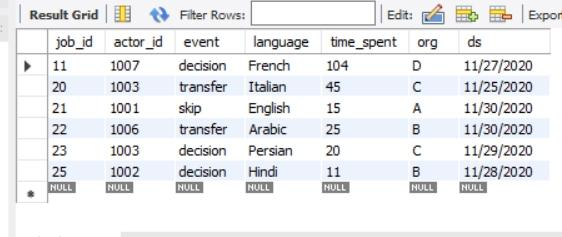 Result Grid Filter Rows: Edit: Expor
job_id actor_id event language time_spent org ds
11 1007 decision French 104 D 11/27/2020
20 1003 transfer Italian 45 C 11/25/2020
21 1001 skip English 15 A 11/30/2020
22 1006 transfer Arabic 25 B 11/30/2020
23 1003 decision Persian 20 C 11/29/2020
25 1002 decision Hindi 11 B 11/28/2020
NULL NULL NULL NULL NULL NULL NULL